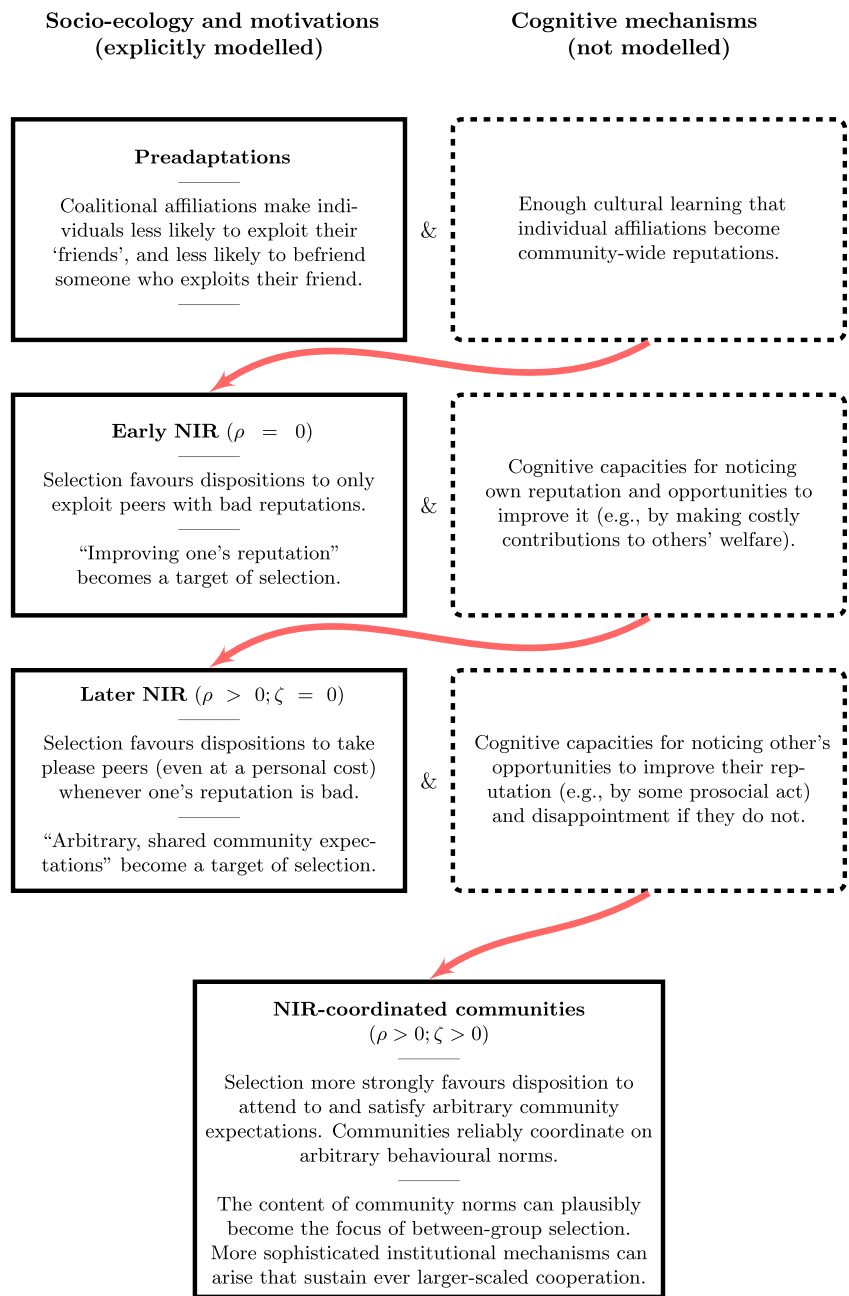 Socio-ecology and motivations
(explicitly modelled)
Cognitive mechanisms
(not modelled)
Preadaptations
Coalitional affiliations make indi-
viduals less likely to exploit their
‘friends’, and less likely to befriend
someone who exploits their friend.
&
Enough cultural learning that
individual affiliations become
community-wide reputations.
Early NIR (ρ = 0)
Selection favours dispositions to only
exploit peers with bad reputations.
“Improving one’s reputation”
becomes a target of selection.
&
Cognitive capacities for noticing
own reputation and opportunities to
improve it (e.g., by making costly
contributions to others’ welfare).
Later NIR (ρ > 0; ζ = 0)
Selection favours dispositions to take
please peers (even at a personal cost)
whenever one’s reputation is bad.
“Arbitrary, shared community expec-
tations” become a target of selection.
&
Cognitive capacities for noticing other’s
opportunities to improve their rep-
utation (e.g., by some prosocial act)
and disappointment if they do not.
NIR-coordinated communities
(ρ > 0; ζ > 0)
Selection more strongly favours disposition to
attend to and satisfy arbitrary community
expectations. Communities reliably coordinate on
arbitrary behavioural norms.
The content of community norms can plausibly
become the focus of between-group selection.
More sophisticated institutional mechanisms can
arise that sustain ever larger-scaled cooperation.